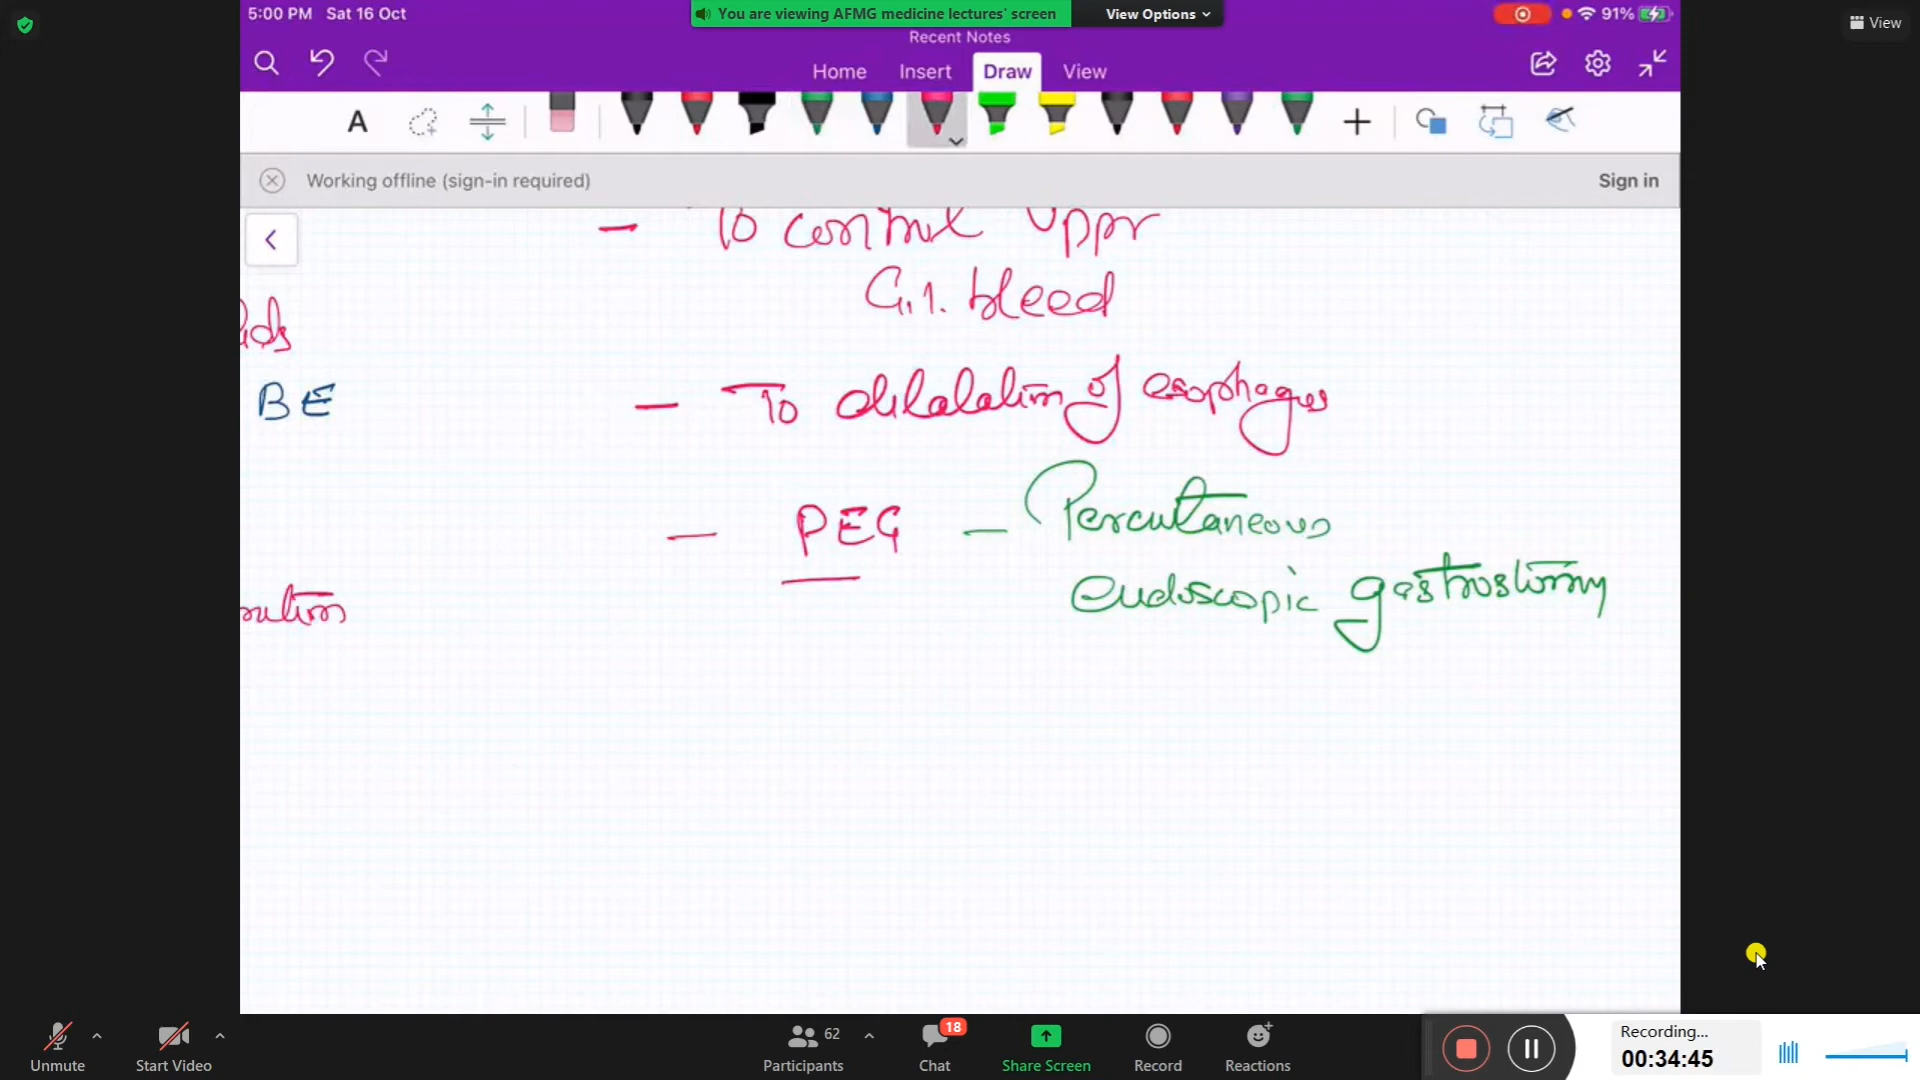 5:00 PM Sat 16 Oct
You are viewing AFMG medicine lectures' screen
View Options
91%
View
Recent Notes
Home Insert Draw View
A
Working offline (sign-in required)
Sign in
- To control Uppr
G.I. bleed
ids
BE
- To dilalation of esophagus
- PEG - Percutaneous
endoscopic gastrostomy
Unmute
Start Video
62
Participants
18
Chat
Share Screen
Record
Reactions
Recording...
00:34:45